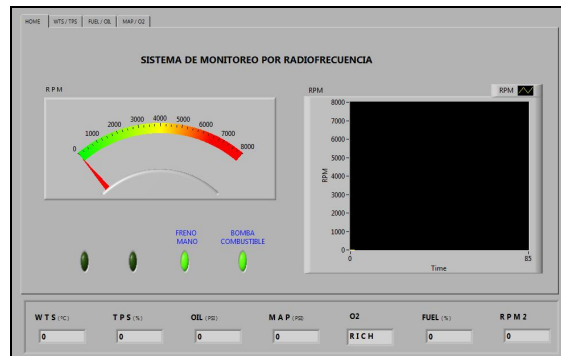 HOME WTS / TPS FUEL / OIL MAP / O2
SISTEMA DE MONITOREO POR RADIOFRECUENCIA
R P M
0 1000 2000 3000 4000 5000 6000 7000 8000
FRENO MANO
BOMBA COMBUSTIBLE
RPM
RPM
8000
7000
6000
5000
4000
3000
2000
1000
0
RPM
0 85
Time
W T S (°C) T P S (%) OIL (PSI) M A P (PSI) O2 FUEL (%) R P M 2
0 0 0 0 RICH 0 0